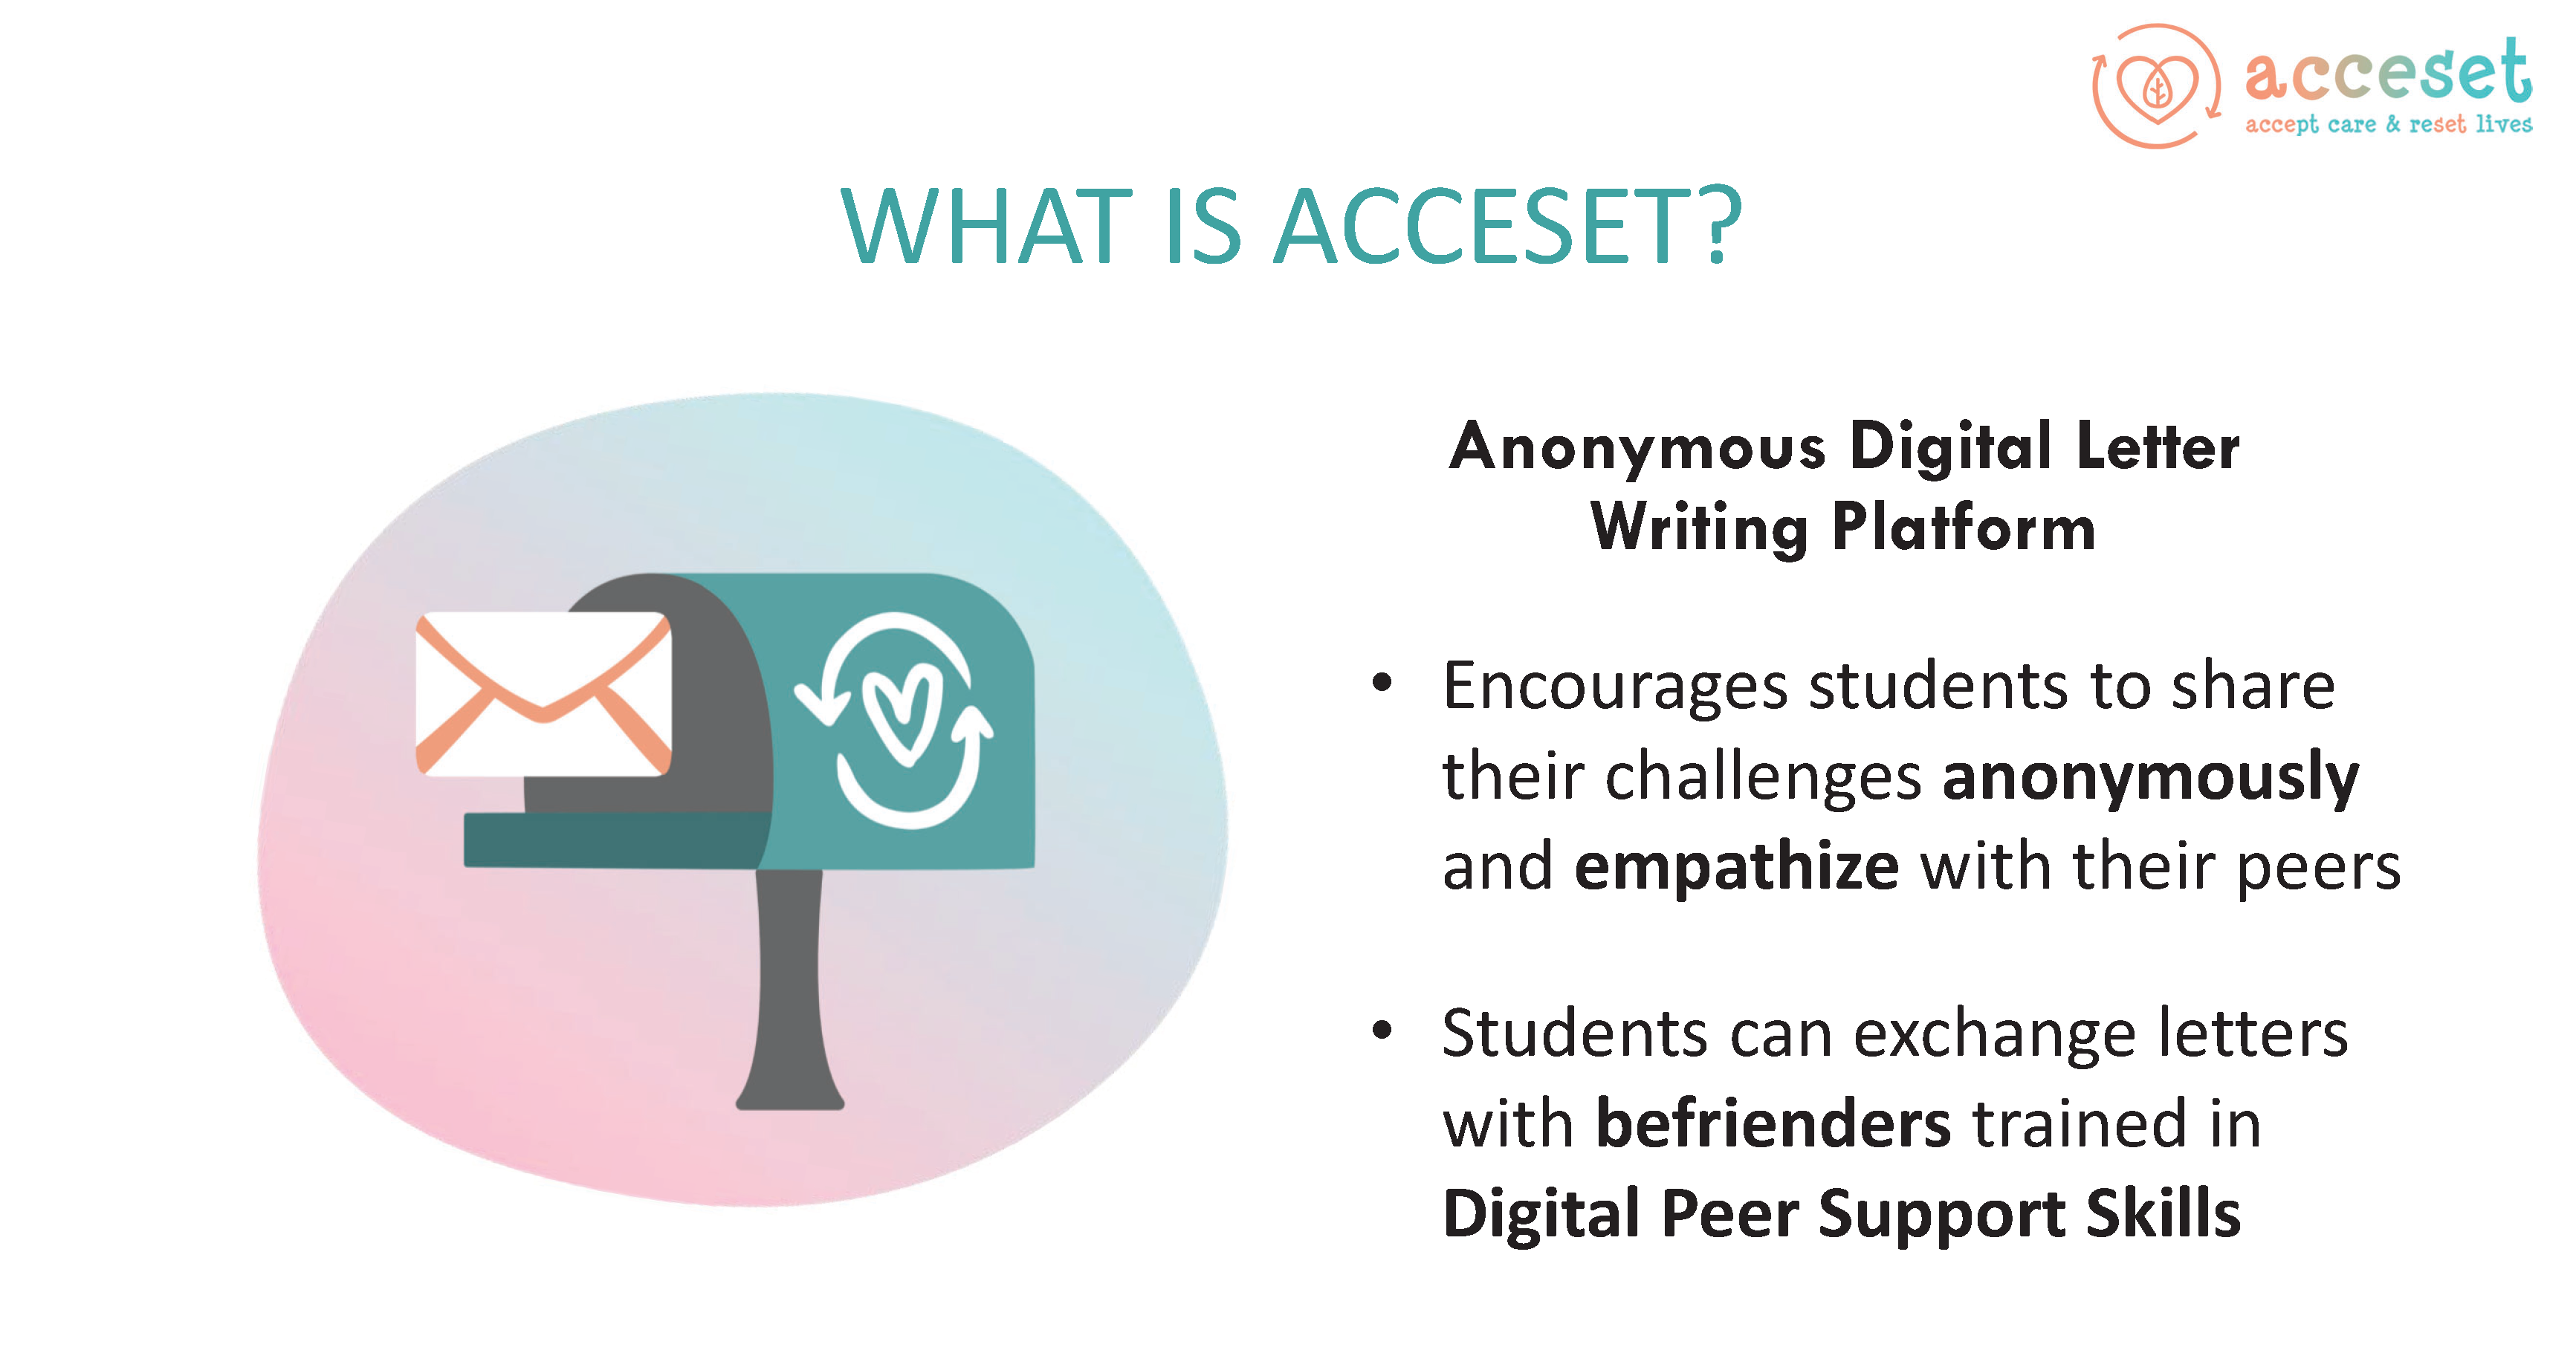 acceset
accept care & reset lives
WHAT IS ACCESET?
Anonymous Digital Letter
Writing Platform
• Encourages students to share
their challenges anonymously
and empathize with their peers
• Students can exchange letters
with befrienders trained in
Digital Peer Support Skills